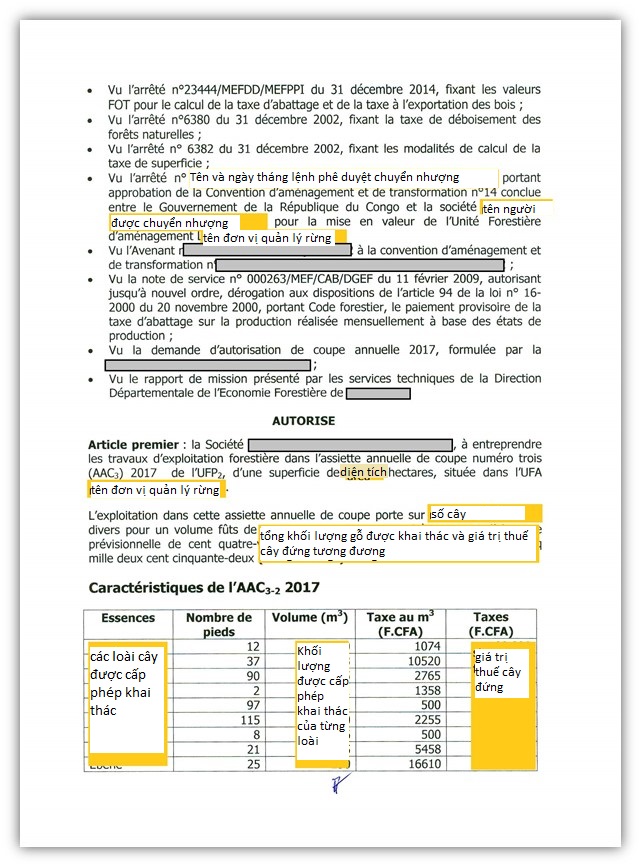 • Vu l'arrêté n°23444/MEFDD/MEFPPI du 31 décembre 2014, fixant les valeurs
FOT pour le calcul de la taxe d'abattage et de la taxe à l'exportation des bois ;
• Vu l'arrêté n°6380 du 31 décembre 2002, fixant la taxe de déboisement des
forêts naturelles ;
• Vu l'arrêté n° 6382 du 31 décembre 2002, fixant les modalités de calcul de la
taxe de superficie ;
• Vu l'arrêté n° Tên và ngày tháng lệnh phê duyệt chuyển nhượng portant
approbation de la Convention d'aménagement et de transformation n°14 conclue
entre le Gouvernement de la République du Congo et la société tên người
được chuyển nhượng pour la mise en valeur de l'Unité Forestière
d'aménagement tên đơn vị quản lý rừng
• Vu l'Avenant à la convention d'aménagement et
de transformation ;
• Vu la note de service n° 000263/MEF/CAB/DGEF du 11 février 2009, autorisant
jusqu'à nouvel ordre, dérogation aux dispositions de l'article 94 de la loi n° 16-
2000 du 20 novembre 2000, portant Code forestier, le paiement provisoire de la
taxe d'abattage sur la production réalisée mensuellement à base des états de
production ;
• Vu la demande d'autorisation de coupe annuelle 2017, formulée par la
;
• Vu le rapport de mission présenté par les services techniques de la Direction
Départementale de l'Economie Forestière de
AUTORISE
Article premier : la Société , à entreprendre
les travaux d'exploitation forestière dans l'assiette annuelle de coupe numéro trois
(AAC₃) 2017 de l'UFP₂, d'une superficie de diện tích hectares, située dans l'UFA
tên đơn vị quản lý rừng .
L'exploitation dans cette assiette annuelle de coupe porte sur số cây
divers pour un volume fûts de tổng khối lượng gỗ được khai thác và giá trị thuế
prévisionnelle de cent quatre- cây đứng tương đương
mille deux cent cinquante-deux
Caractéristiques de l'AAC₃₋₂ 2017
Essences Nombre de pieds Volume (m³) Taxe au m³ (F.CFA) Taxes (F.CFA)
các loài cây được cấp phép khai thác
Khối lượng được cấp phép khai thác của từng loài
giá trị thuế cây đứng
12 1074
37 10520
90 2765
2 1358
97 500
115 2255
8 500
21 5458
25 16610